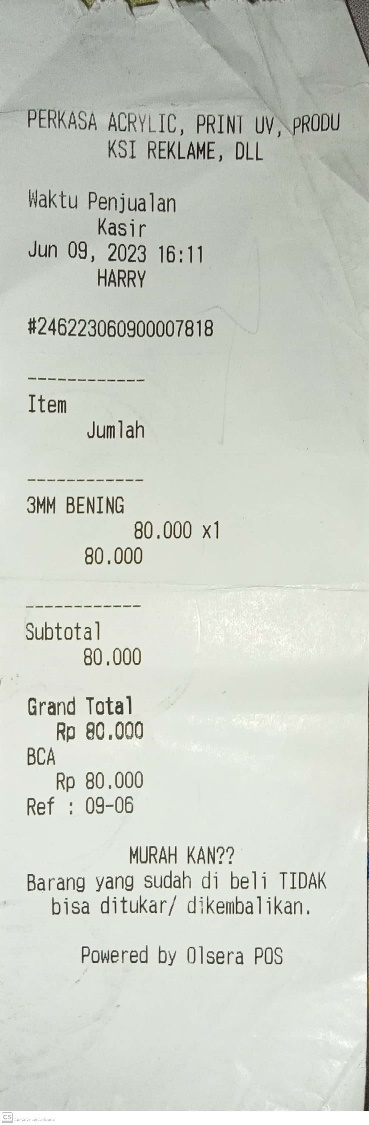 PERKASA ACRYLIC, PRINT UV, PRODU
KSI REKLAME, DLL
Waktu Penjualan
Kasir
Jun 09, 2023 16:11
HARRY
#246223060900007818
------------
Item
Jumlah
------------
3MM BENING
80.000 x1
80.000
------------
Subtotal
80.000
Grand Total
Rp 80.000
BCA
Rp 80.000
Ref : 09-06
MURAH KAN??
Barang yang sudah di beli TIDAK
bisa ditukar/ dikembalikan.
Powered by Olsera POS
CS